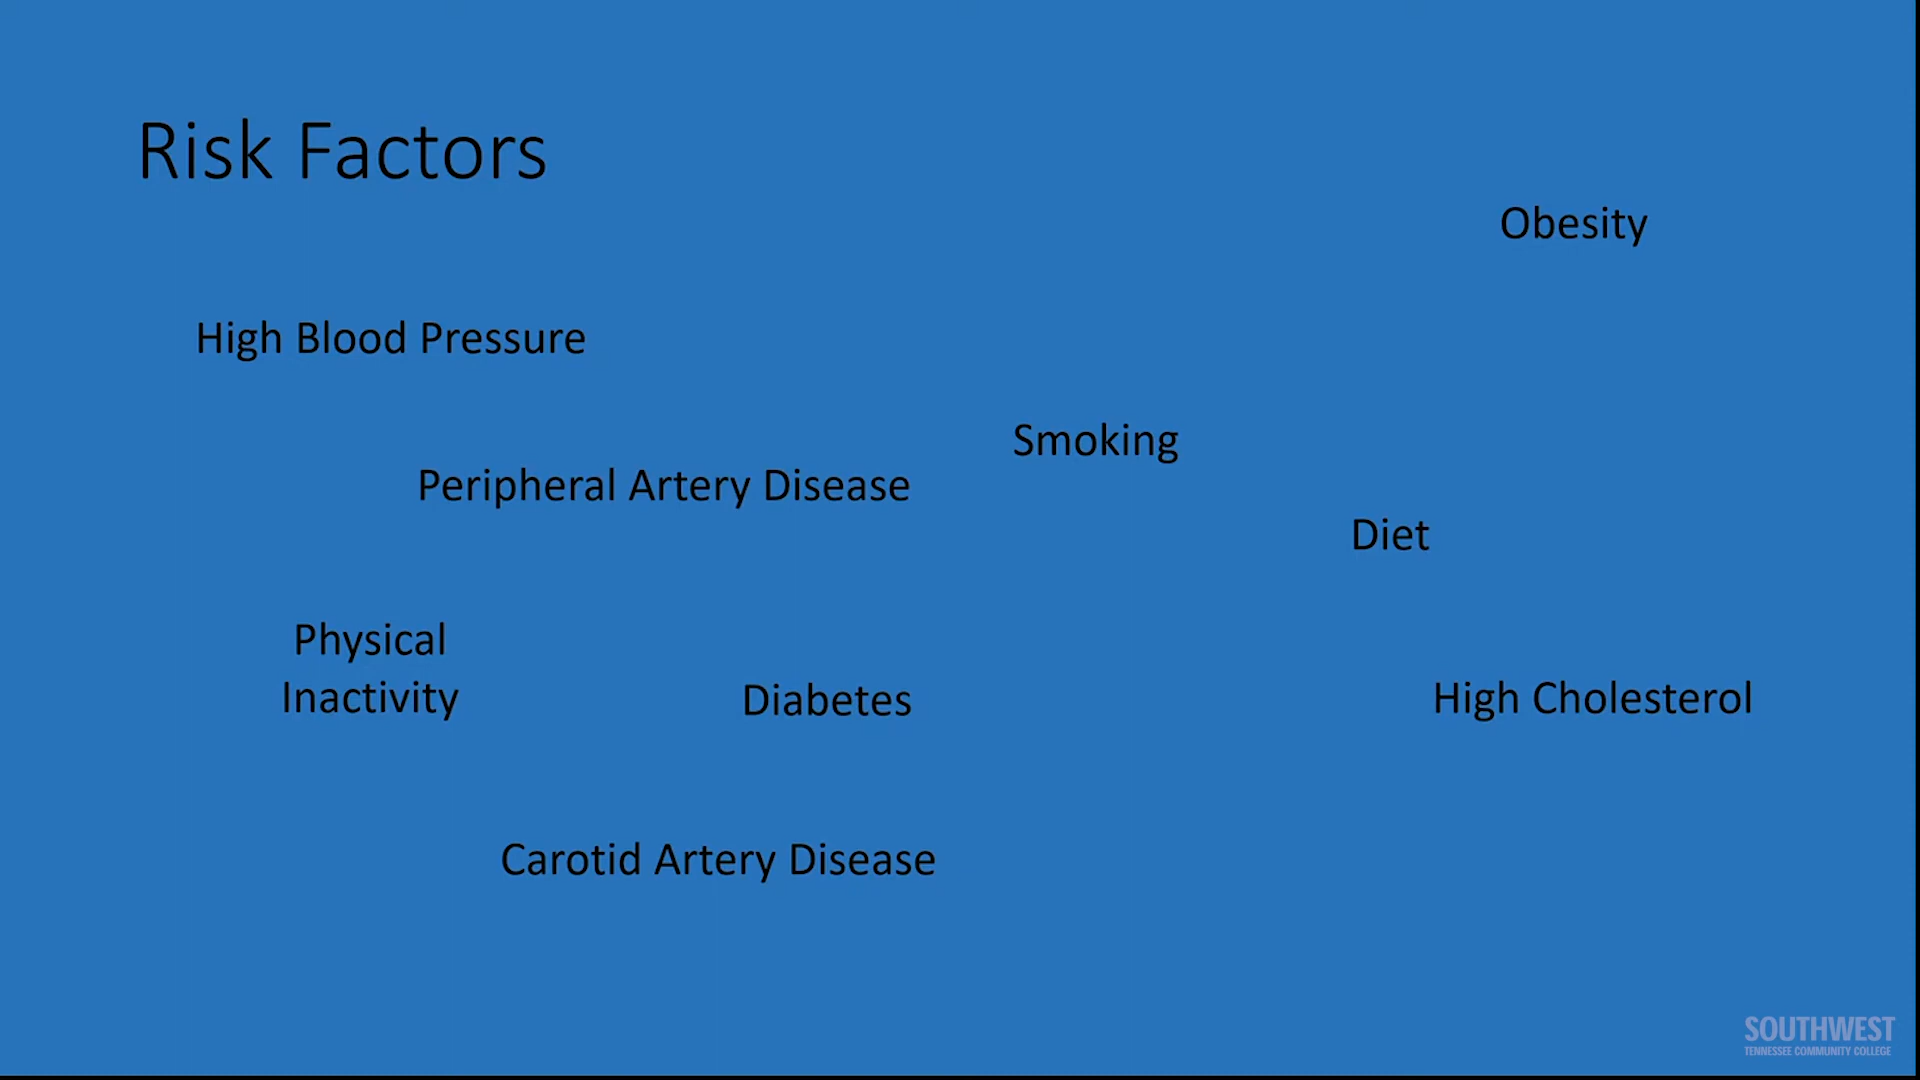 Risk Factors
Obesity
High Blood Pressure
Smoking
Peripheral Artery Disease
Diet
Physical
Inactivity
Diabetes
High Cholesterol
Carotid Artery Disease
SOUTHWEST
TENNESSEE COMMUNITY COLLEGE